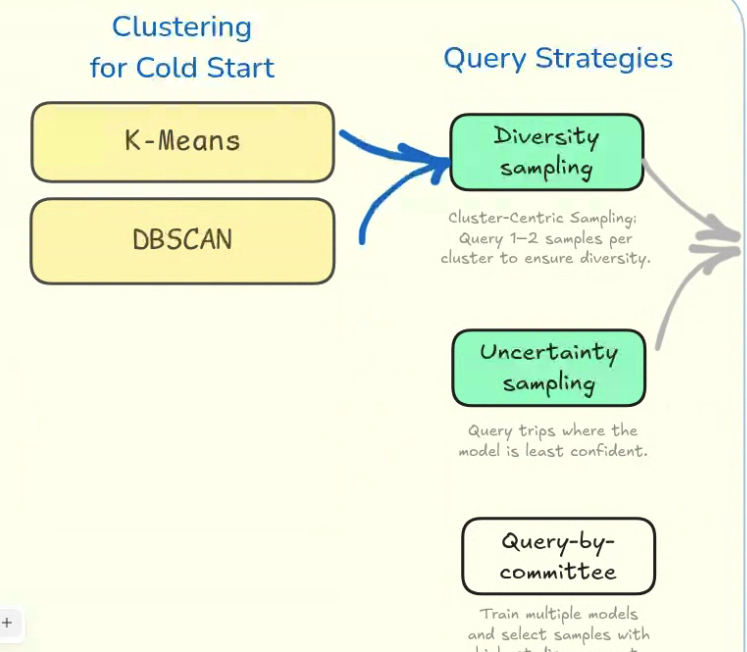 Clustering
for Cold Start
K-Means
DBSCAN
Query Strategies
Diversity
sampling
Cluster-Centric Sampling:
Query 1–2 samples per
cluster to ensure diversity.
Uncertainty
sampling
Query trips where the
model is least confident.
Query-by-
committee
Train multiple models
and select samples with
+